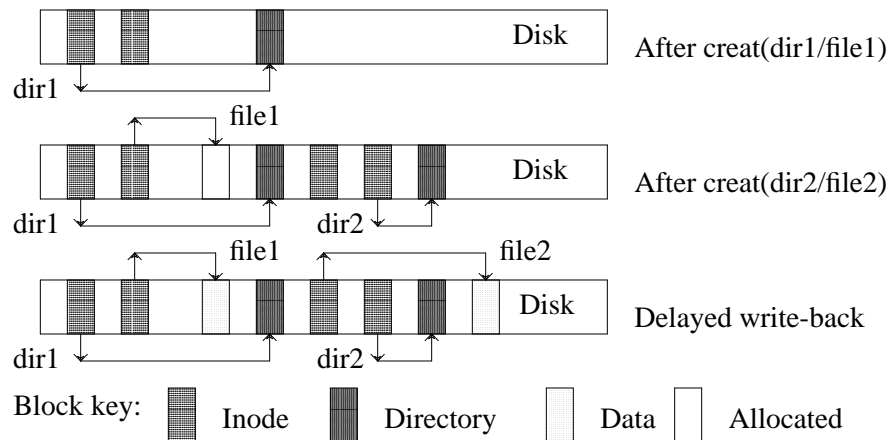 Disk
After creat(dir1/file1)
dir1
file1
Disk
After creat(dir2/file2)
dir1
dir2
file1
file2
Disk
Delayed write-back
dir1
dir2
Block key:
Inode
Directory
Data
Allocated